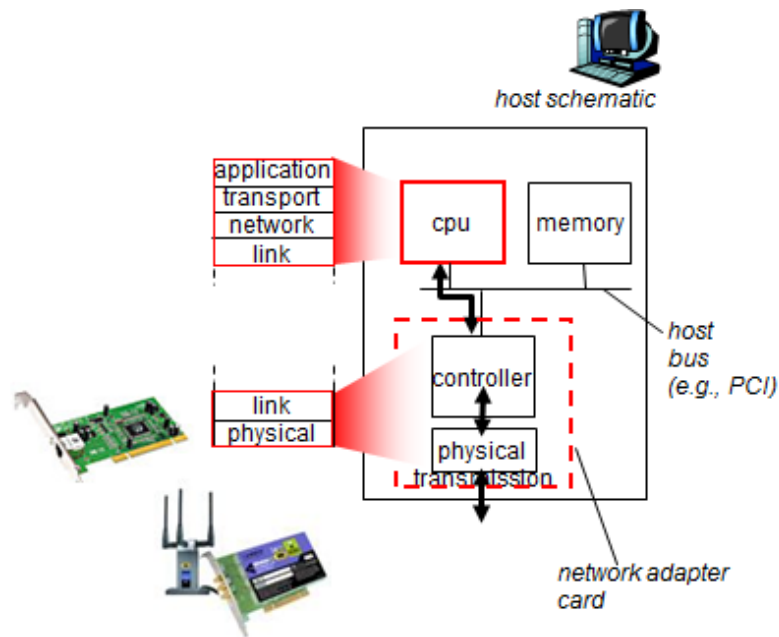 host schematic
application
transport
network
link
cpu
memory
host
bus
(e.g., PCI)
controller
link
physical
physical
transmission
network adapter
card